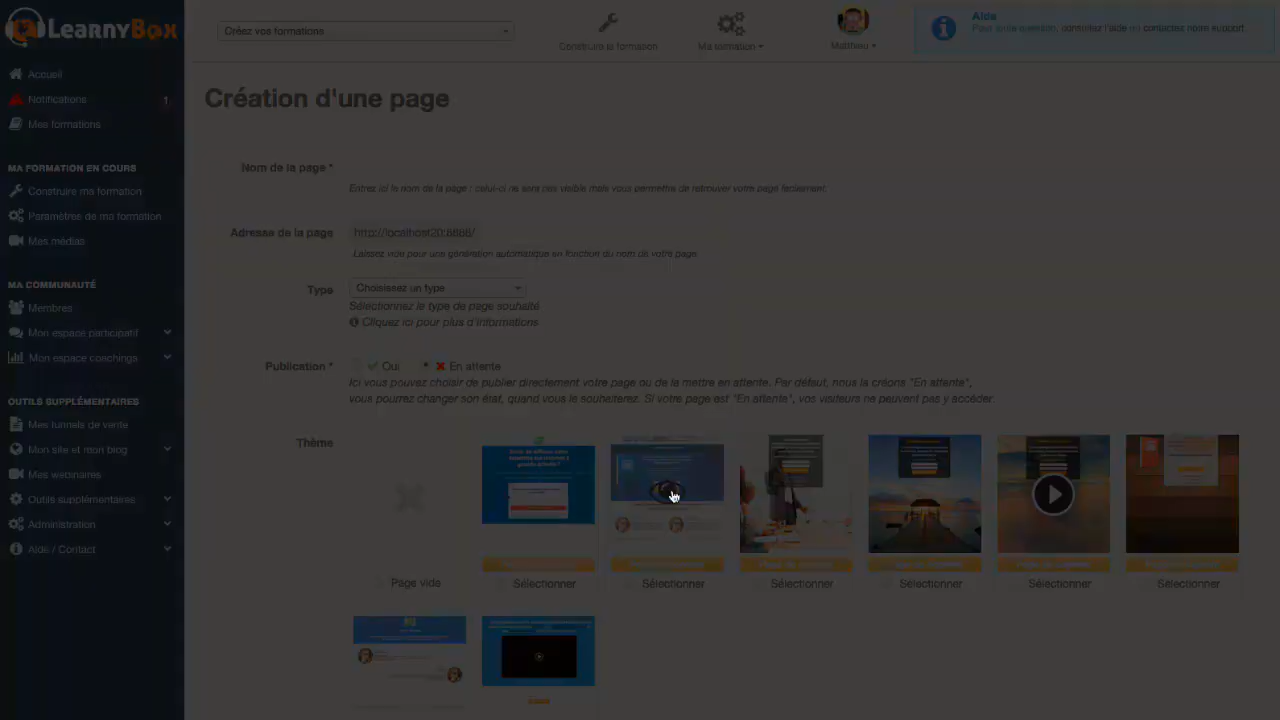 LearnyBox
Créez vos formations
Construire la formation
Ma formation
Matthieu
Aide
Pour toute question, consultez l'aide ou contactez notre support.
Accueil
Notifications
1
Mes formations
MA FORMATION EN COURS
Construire ma formation
Paramètres de ma formation
Mes médias
MA COMMUNAUTÉ
Membres
Mon espace participatif
Mon espace coachings
OUTILS SUPPLÉMENTAIRES
Mes tunnels de vente
Mon site et mon blog
Mes webinaires
Outils supplémentaires
Administration
Aide / Contact
Création d'une page
Nom de la page *
Entrez ici le nom de la page : celui-ci ne sera pas visible mais vous permettra de retrouver votre page facilement.
Adresse de la page
http://localhost20:8888/
Laissez vide pour une génération automatique en fonction du nom de votre page
Type
Choisissez un type
Sélectionnez le type de page souhaité
Cliquez ici pour plus d'informations
Publication *
Oui
En attente
Ici vous pouvez choisir de publier directement votre page ou de la mettre en attente. Par défaut, nous la créons "En attente",
vous pourrez changer son état, quand vous le souhaiterez. Si votre page est "En attente", vos visiteurs ne peuvent pas y accéder.
Thème
Page vide
Sélectionner
Sélectionner
Sélectionner
Sélectionner
Sélectionner
Sélectionner